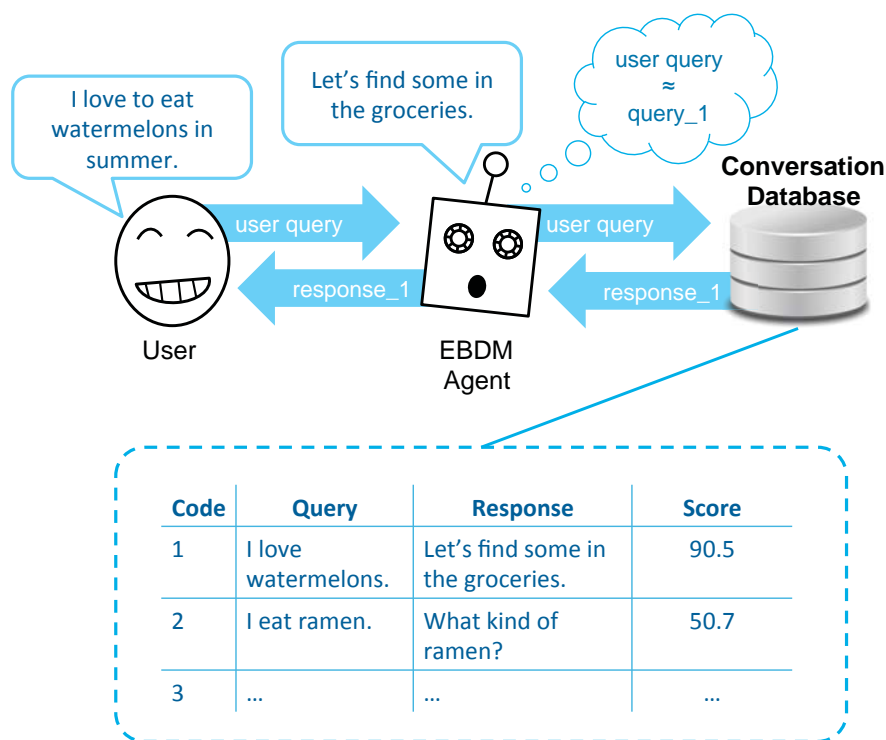 I love to eat
watermelons in
summer.
Let's find some in
the groceries.
user query
≈
query_1
Conversation
Database
user query
user query
response_1
response_1
User
EBDM
Agent
Code Query Response Score
1 I love Let's find some in 90.5
watermelons. the groceries.
2 I eat ramen. What kind of 50.7
ramen?
3 ... ... ...